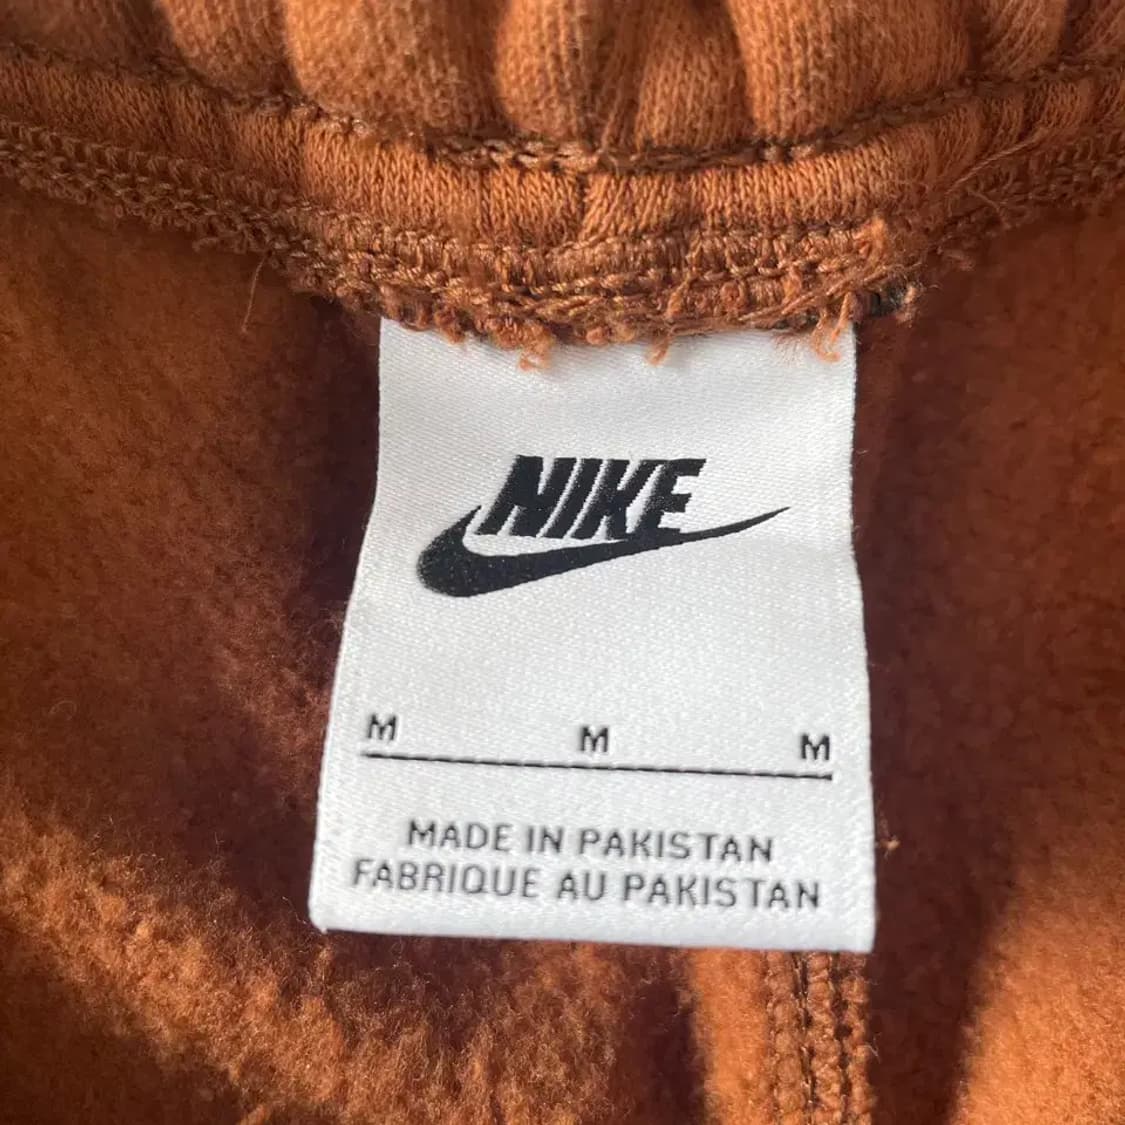 NIKE
M M M
MADE IN PAKISTAN
FABRIQUE AU PAKISTAN